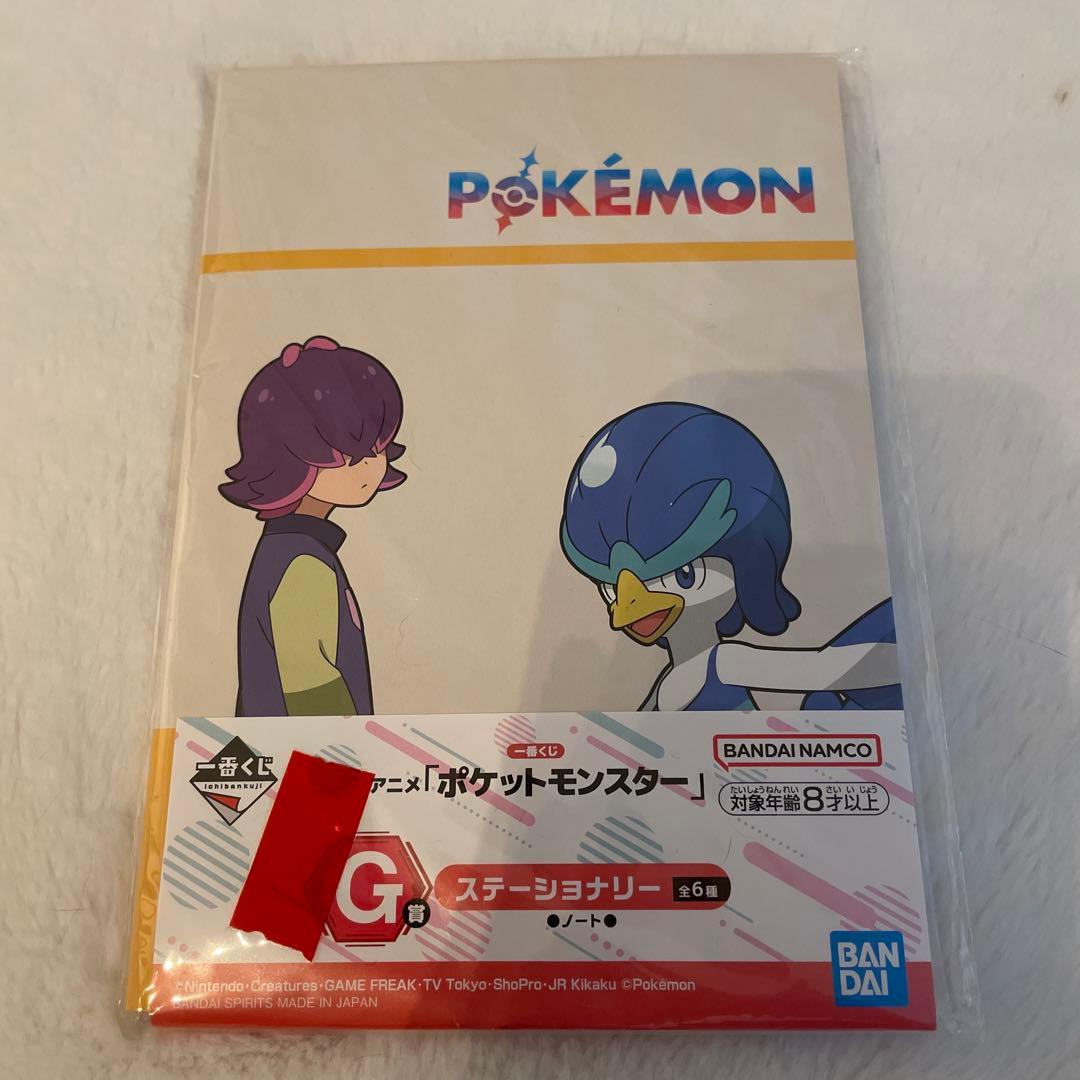 POKÉMON
一番くじ
ichibankuji
一番くじ
アニメ「ポケットモンスター」
BANDAI NAMCO
たいしょうねんれい さい いじょう
対象年齢8才以上
G賞
ステーショナリー 全6種
●ノート●
©Nintendo・Creatures・GAME FREAK・TV Tokyo・ShoPro・JR Kikaku ©Pokémon
BANDAI SPIRITS MADE IN JAPAN
BAN
DAI